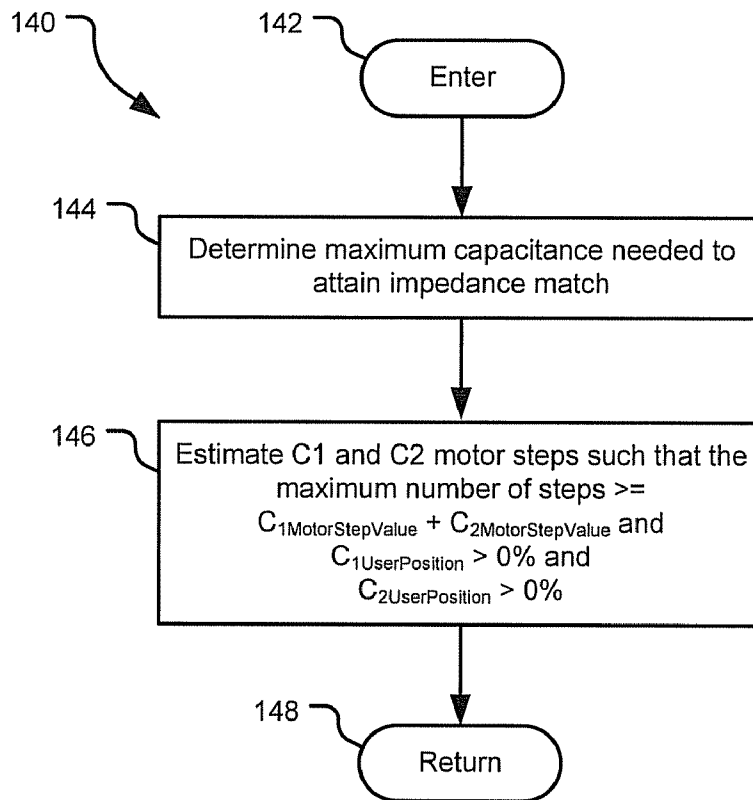 140
142
Enter
144
Determine maximum capacitance needed to
attain impedance match
146
Estimate C1 and C2 motor steps such that the
maximum number of steps >=
C1MotorStepValue + C2MotorStepValue and
C1UserPosition > 0% and
C2UserPosition > 0%
148
Return